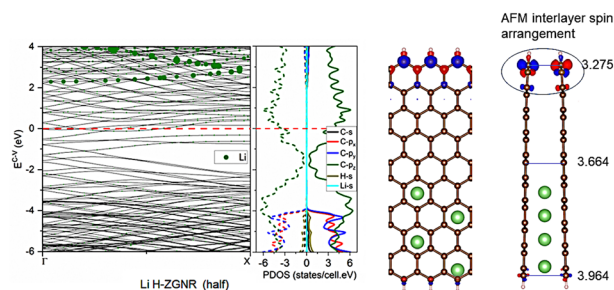 AFM interlayer spin
arrangement
4
2
0
-2
-4
-6
E^C-V (eV)
Li
Γ
X
C-s
C-p_x
C-p_y
C-p_z
H-s
Li-s
-6 -3 0 3 6
PDOS (states/cell.eV)
Li H-ZGNR (half)
3.275
3.664
3.964